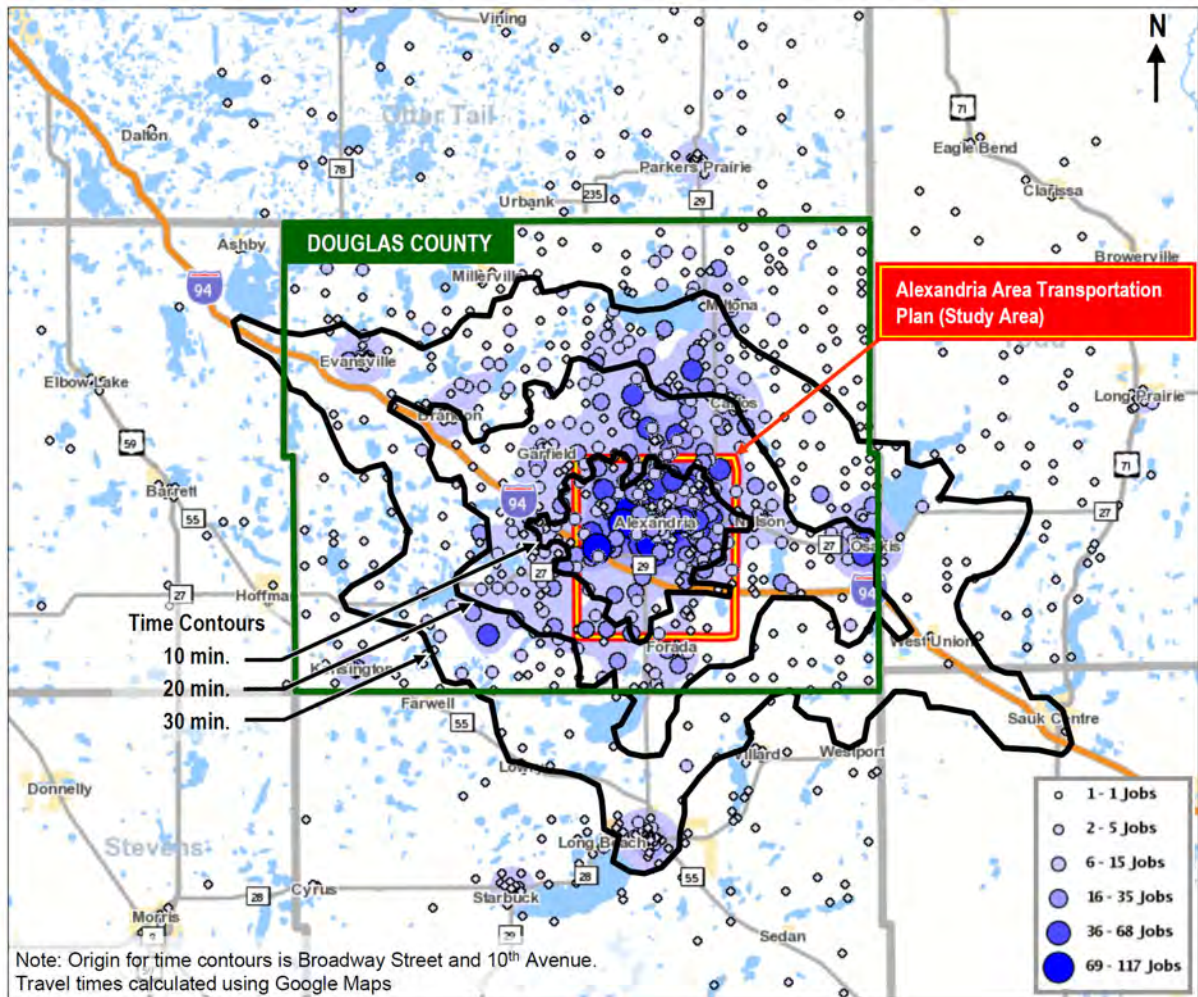 Vining
N
Otter Tail
71
Dalton
Eagle Bend
78
Parkers Prairie
Clarissa
235
Urbank
29
DOUGLAS COUNTY
Ashby
Browerville
Millerville
94
Alexandria Area Transportation
Plan (Study Area)
Miltona
Todd
Evansville
Elbow Lake
Carlos
Long Prairie
Brandon
59
Garfield
71
Barrett
94
55
Alexandria
Nelson
27
27
Osakis
27
29
94
27
Hoffman
Time Contours
West Union
10 min.
Forada
Kensington
20 min.
Farwell
30 min.
55
Sauk Centre
Villard
Westport
Lowry
Donnelly
1 - 1 Jobs
2 - 5 Jobs
Stevens
Long Beach
6 - 15 Jobs
28
55
Cyrus
Starbuck
28
16 - 35 Jobs
Morris
29
Sedan
36 - 68 Jobs
9
69 - 117 Jobs
Note: Origin for time contours is Broadway Street and 10th Avenue.
Travel times calculated using Google Maps